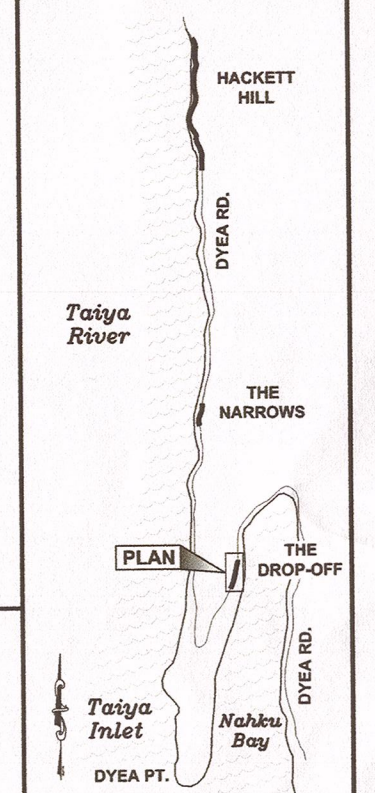 HACKETT
HILL
DYEA RD.
Taiya
River
THE
NARROWS
PLAN
THE
DROP-OFF
DYEA RD.
Taiya
Inlet
Nahku
Bay
DYEA PT.